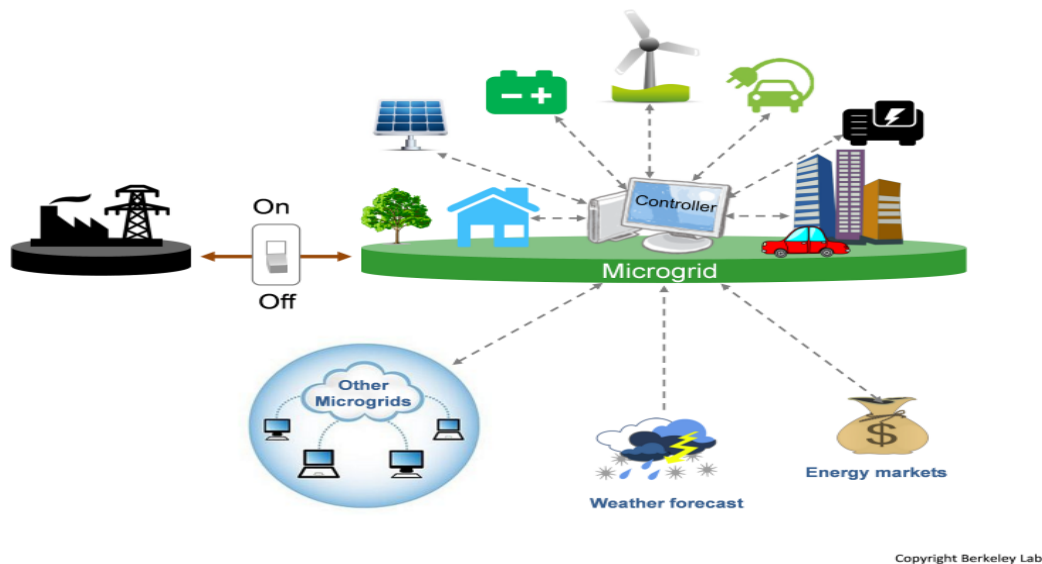 Controller
On
Off
Microgrid
Other
Microgrids
Energy markets
Weather forecast
Copyright Berkeley Lab